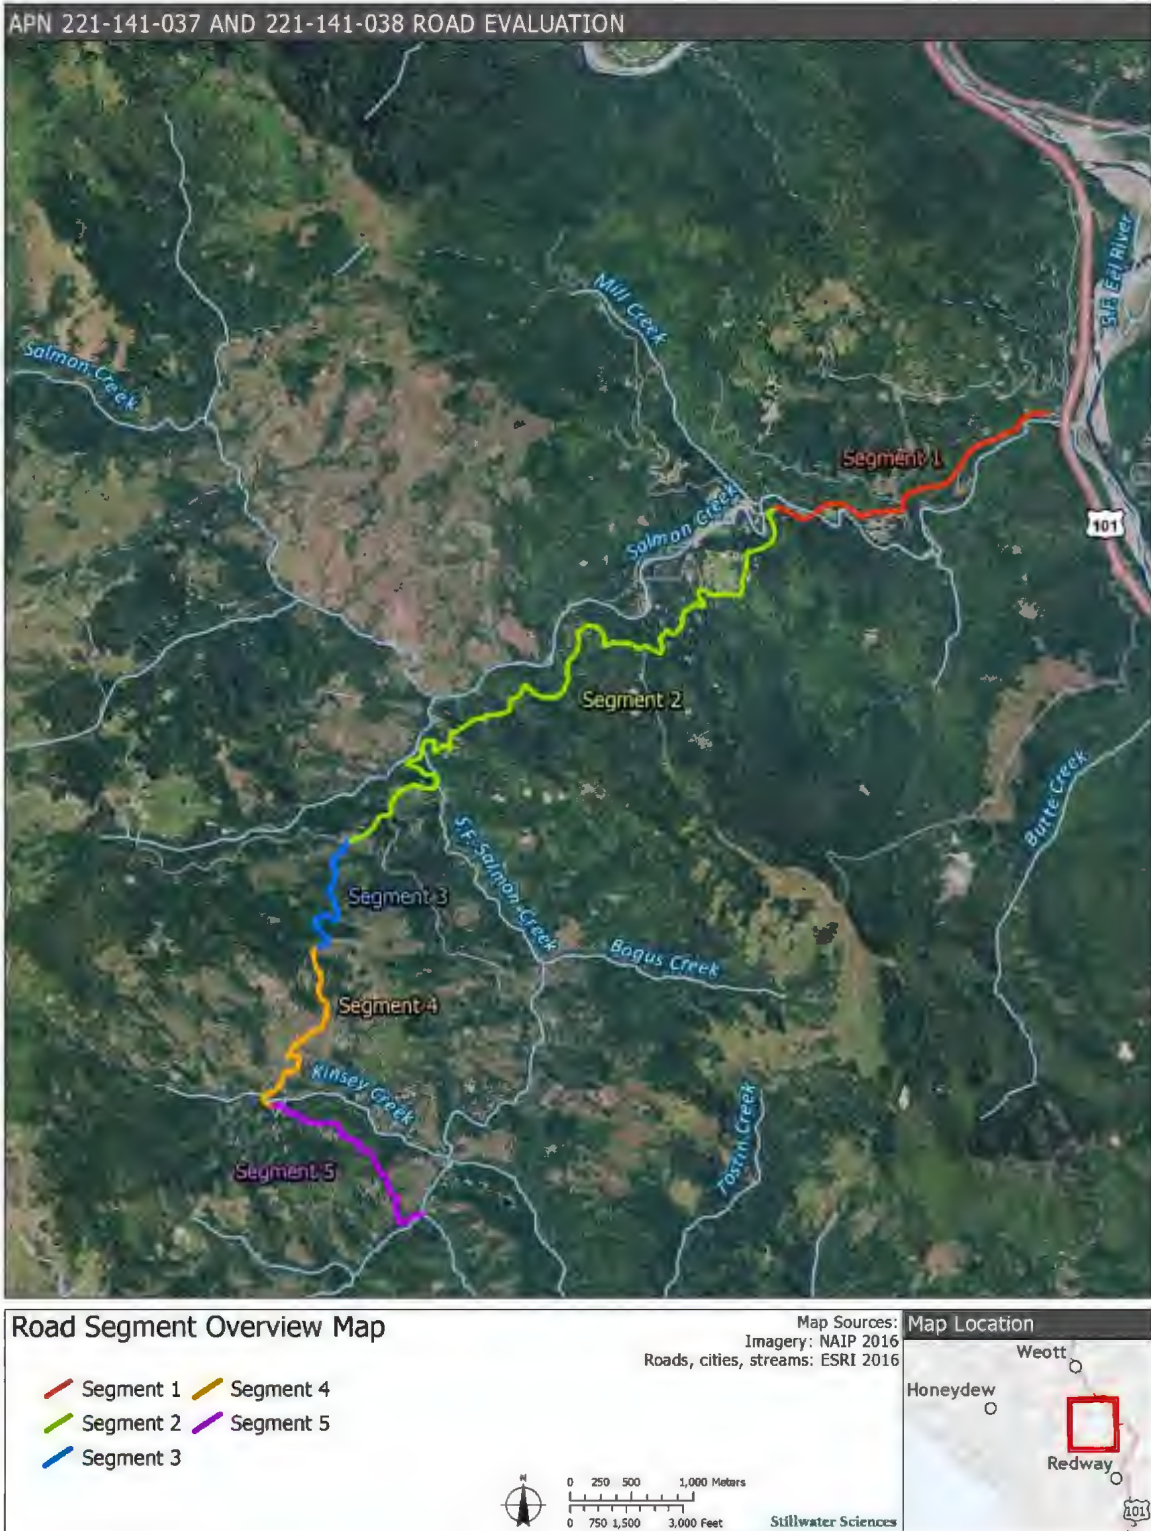 APN 221-141-037 AND 221-141-038 ROAD EVALUATION
Mill Creek
S.F. Eel River
Salmon Creek
Segment 1
Salmon Creek
101
Segment 2
Butte Creek
S.F. Salmon Creek
Segment 3
Bogus Creek
Segment 4
Kinsey Creek
Tostin Creek
Segment 5
Road Segment Overview Map
Segment 1
Segment 2
Segment 3
Segment 4
Segment 5
Map Sources:
Imagery: NAIP 2016
Roads, cities, streams: ESRI 2016
N
0 250 500 1,000 Meters
0 750 1,500 3,000 Feet
Stillwater Sciences
Map Location
Weott
Honeydew
Redway
101